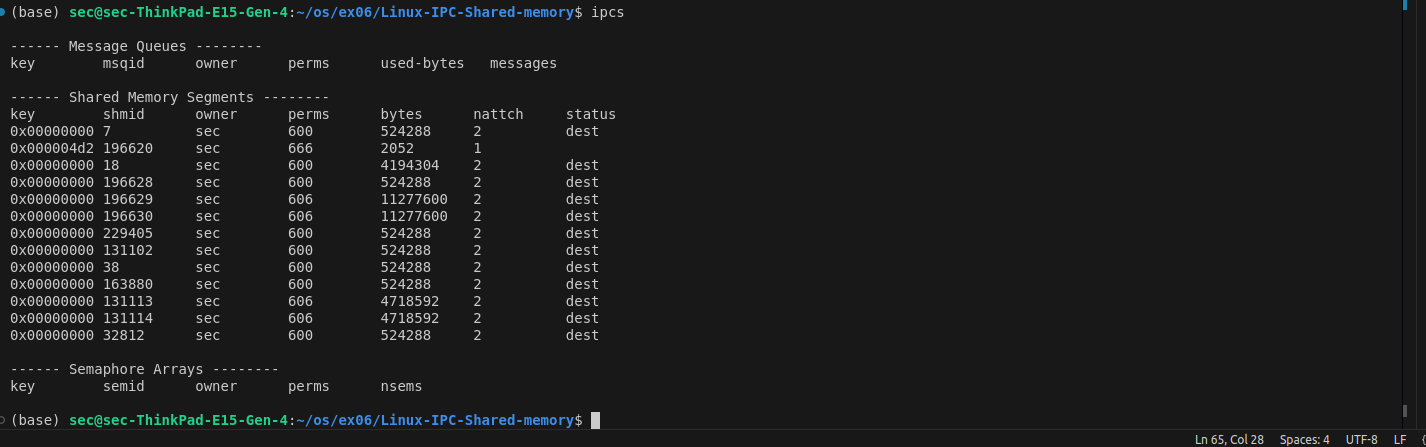 (base) sec@sec-ThinkPad-E15-Gen-4:~/os/ex06/Linux-IPC-Shared-memory$ ipcs
------ Message Queues --------
key        msqid      owner      perms      used-bytes   messages
------ Shared Memory Segments --------
key        shmid      owner      perms      bytes      nattch     status
0x00000000 7          sec        600        524288     2          dest
0x000004d2 196620     sec        666        2052       1
0x00000000 18         sec        600        4194304    2          dest
0x00000000 196628     sec        600        524288     2          dest
0x00000000 196629     sec        606        11277600   2          dest
0x00000000 196630     sec        606        11277600   2          dest
0x00000000 229405     sec        600        524288     2          dest
0x00000000 131102     sec        600        524288     2          dest
0x00000000 38         sec        600        524288     2          dest
0x00000000 163880     sec        600        524288     2          dest
0x00000000 131113     sec        606        4718592    2          dest
0x00000000 131114     sec        606        4718592    2          dest
0x00000000 32812      sec        600        524288     2          dest
------ Semaphore Arrays --------
key        semid      owner      perms      nsems
(base) sec@sec-ThinkPad-E15-Gen-4:~/os/ex06/Linux-IPC-Shared-memory$
Ln 65, Col 28    Spaces: 4    UTF-8    LF